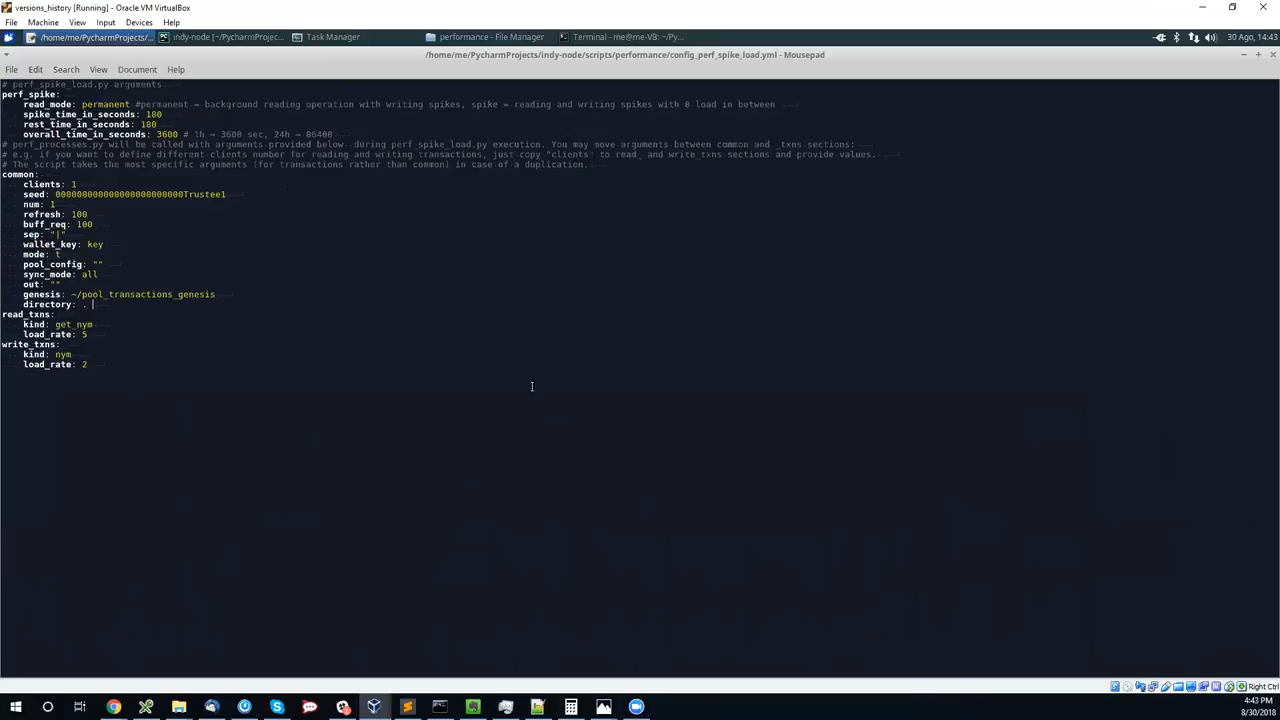 versions_history [Running] - Oracle VM VirtualBox
File Machine View Input Devices Help
/home/me/PycharmProjects/... indy-node [~/PycharmProjec... Task Manager performance - File Manager Terminal - me@me-VB: ~/Py... 30 Ago, 14:43
/home/me/PycharmProjects/indy-node/scripts/performance/config_perf_spike_load.yml - Mousepad
File Edit Search View Document Help
# perf_spike_load.py arguments
perf_spike:
read_mode: permanent #permanent = background reading operation with writing spikes, spike = reading and writing spikes with 0 load in between
spike_time_in_seconds: 180
rest_time_in_seconds: 180
overall_time_in_seconds: 3600 # 1h = 3600 sec, 24h = 86400
# perf_processes.py will be called with arguments provided below during perf_spike_load.py execution. You may move arguments between common and _txns sections:
# e.g. if you want to define different clients number for reading and writing transactions, just copy "clients" to read_ and write_txns sections and provide values.
# The script takes the most specific arguments (for transactions rather than common) in case of a duplication.
common:
clients: 1
seed: 000000000000000000000000Trustee1
num: 1
refresh: 100
buff_req: 100
sep: "|"
wallet_key: key
mode: t
pool_config: ""
sync_mode: all
out: ""
genesis: ~/pool_transactions_genesis
directory: .
read_txns:
kind: get_nym
load_rate: 5
write_txns:
kind: nym
load_rate: 2
Right Ctrl
4:43 PM
8/30/2018